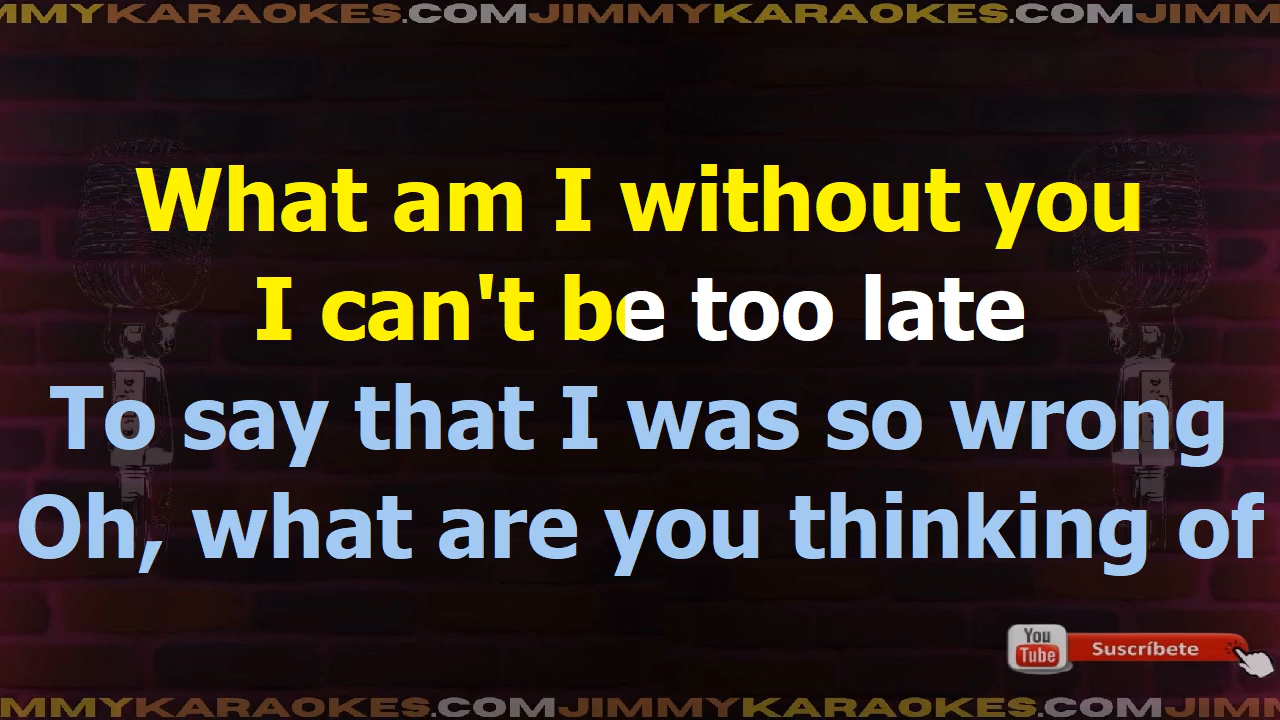 JIMMYKARAOKES.COMJIMMYKARAOKES.COMJIMM
What am I without you
I can't be too late
To say that I was so wrong
Oh, what are you thinking of
You
Tube
Suscríbete
MMYKARAOKES.COMJIMMYKARAOKES.COMJIMM